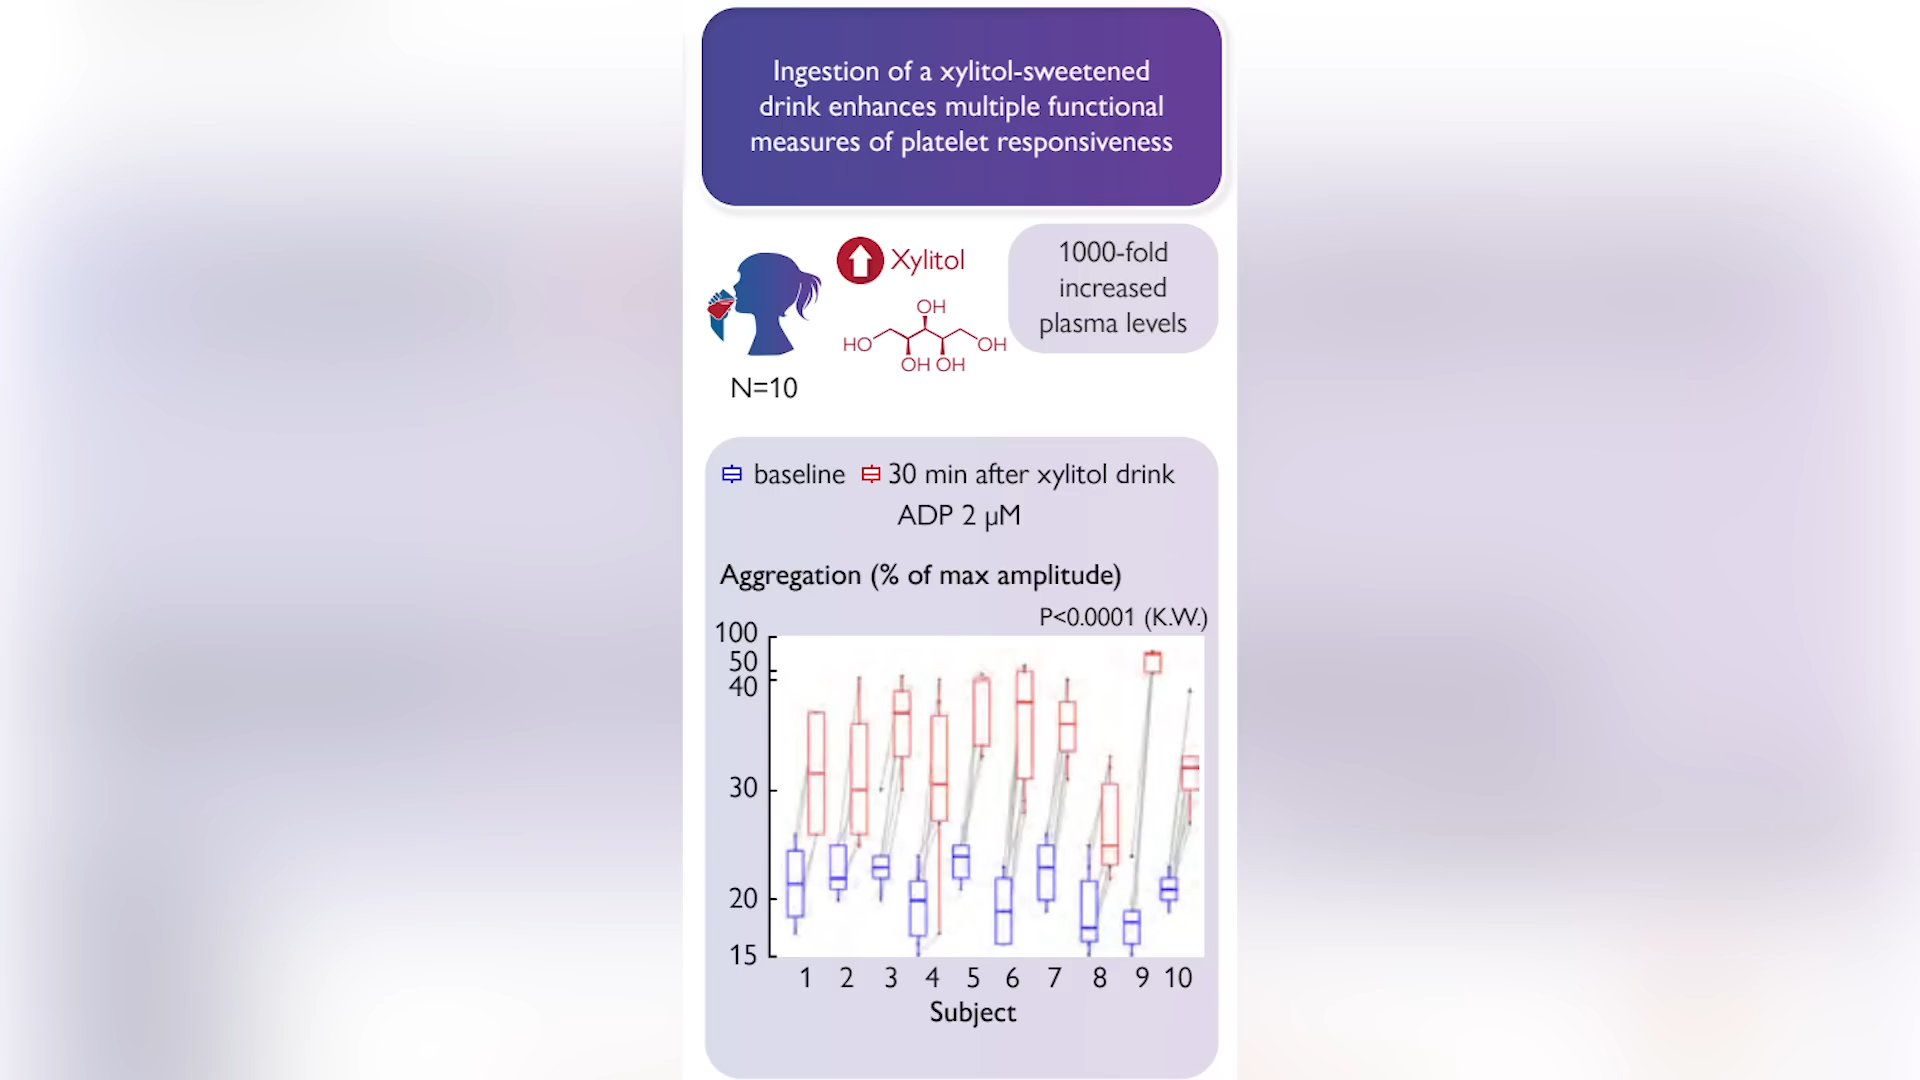 Ingestion of a xylitol-sweetened
drink enhances multiple functional
measures of platelet responsiveness
Xylitol
1000-fold
increased
plasma levels
OH
HO
OH
OH OH
N=10
baseline 30 min after xylitol drink
ADP 2 µM
Aggregation (% of max amplitude)
P<0.0001 (K.W.)
100
50
40
30
20
15
1 2 3 4 5 6 7 8 9 10
Subject